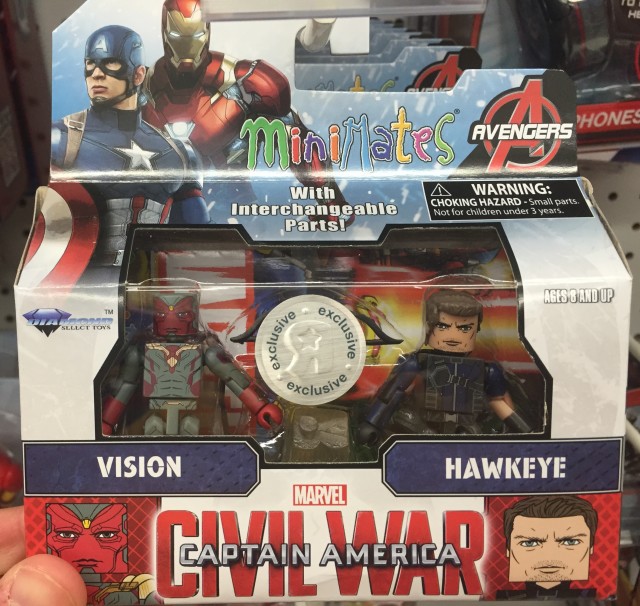 MiniMates®
AVENGERS
With
Interchangeable
Parts!
WARNING:
CHOKING HAZARD - Small parts.
Not for children under 3 years.
AGES 8 AND UP
DIAMOND™
SELECT TOYS
exclusive
exclusive
exclusive
R
VISION
HAWKEYE
MARVEL
CIVIL WAR
CAPTAIN AMERICA
PHONES